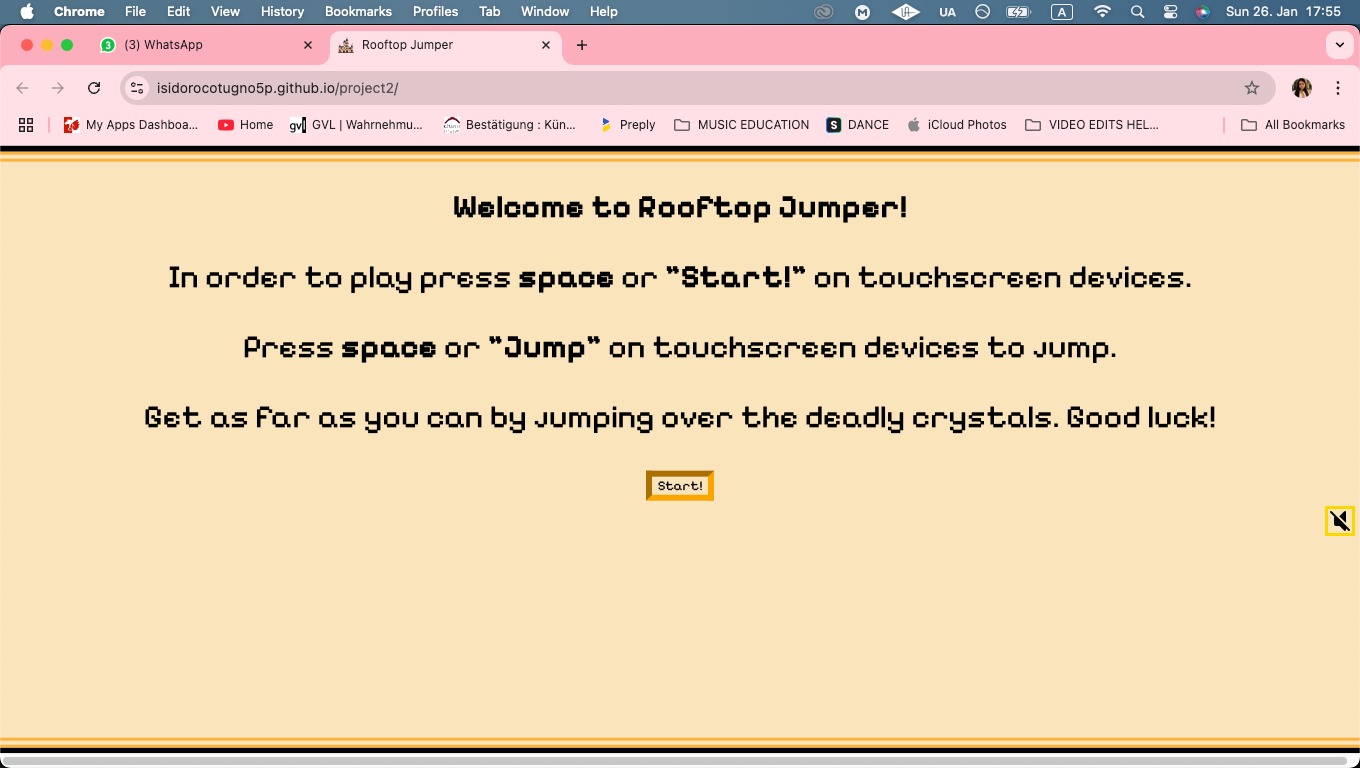 Chrome File Edit View History Bookmarks Profiles Tab Window Help UA A Sun 26. Jan 17:55
3 (3) WhatsApp Rooftop Jumper
isidorocotugno5p.github.io/project2/
My Apps Dashboa... Home gvl GVL | Wahrnehmu... Bestätigung : Kün... Preply MUSIC EDUCATION S DANCE iCloud Photos VIDEO EDITS HEL... All Bookmarks
Welcome to Rooftop Jumper!
In order to play press space or "Start!" on touchscreen devices.
Press space or "Jump" on touchscreen devices to jump.
Get as far as you can by jumping over the deadly crystals. Good luck!
Start!